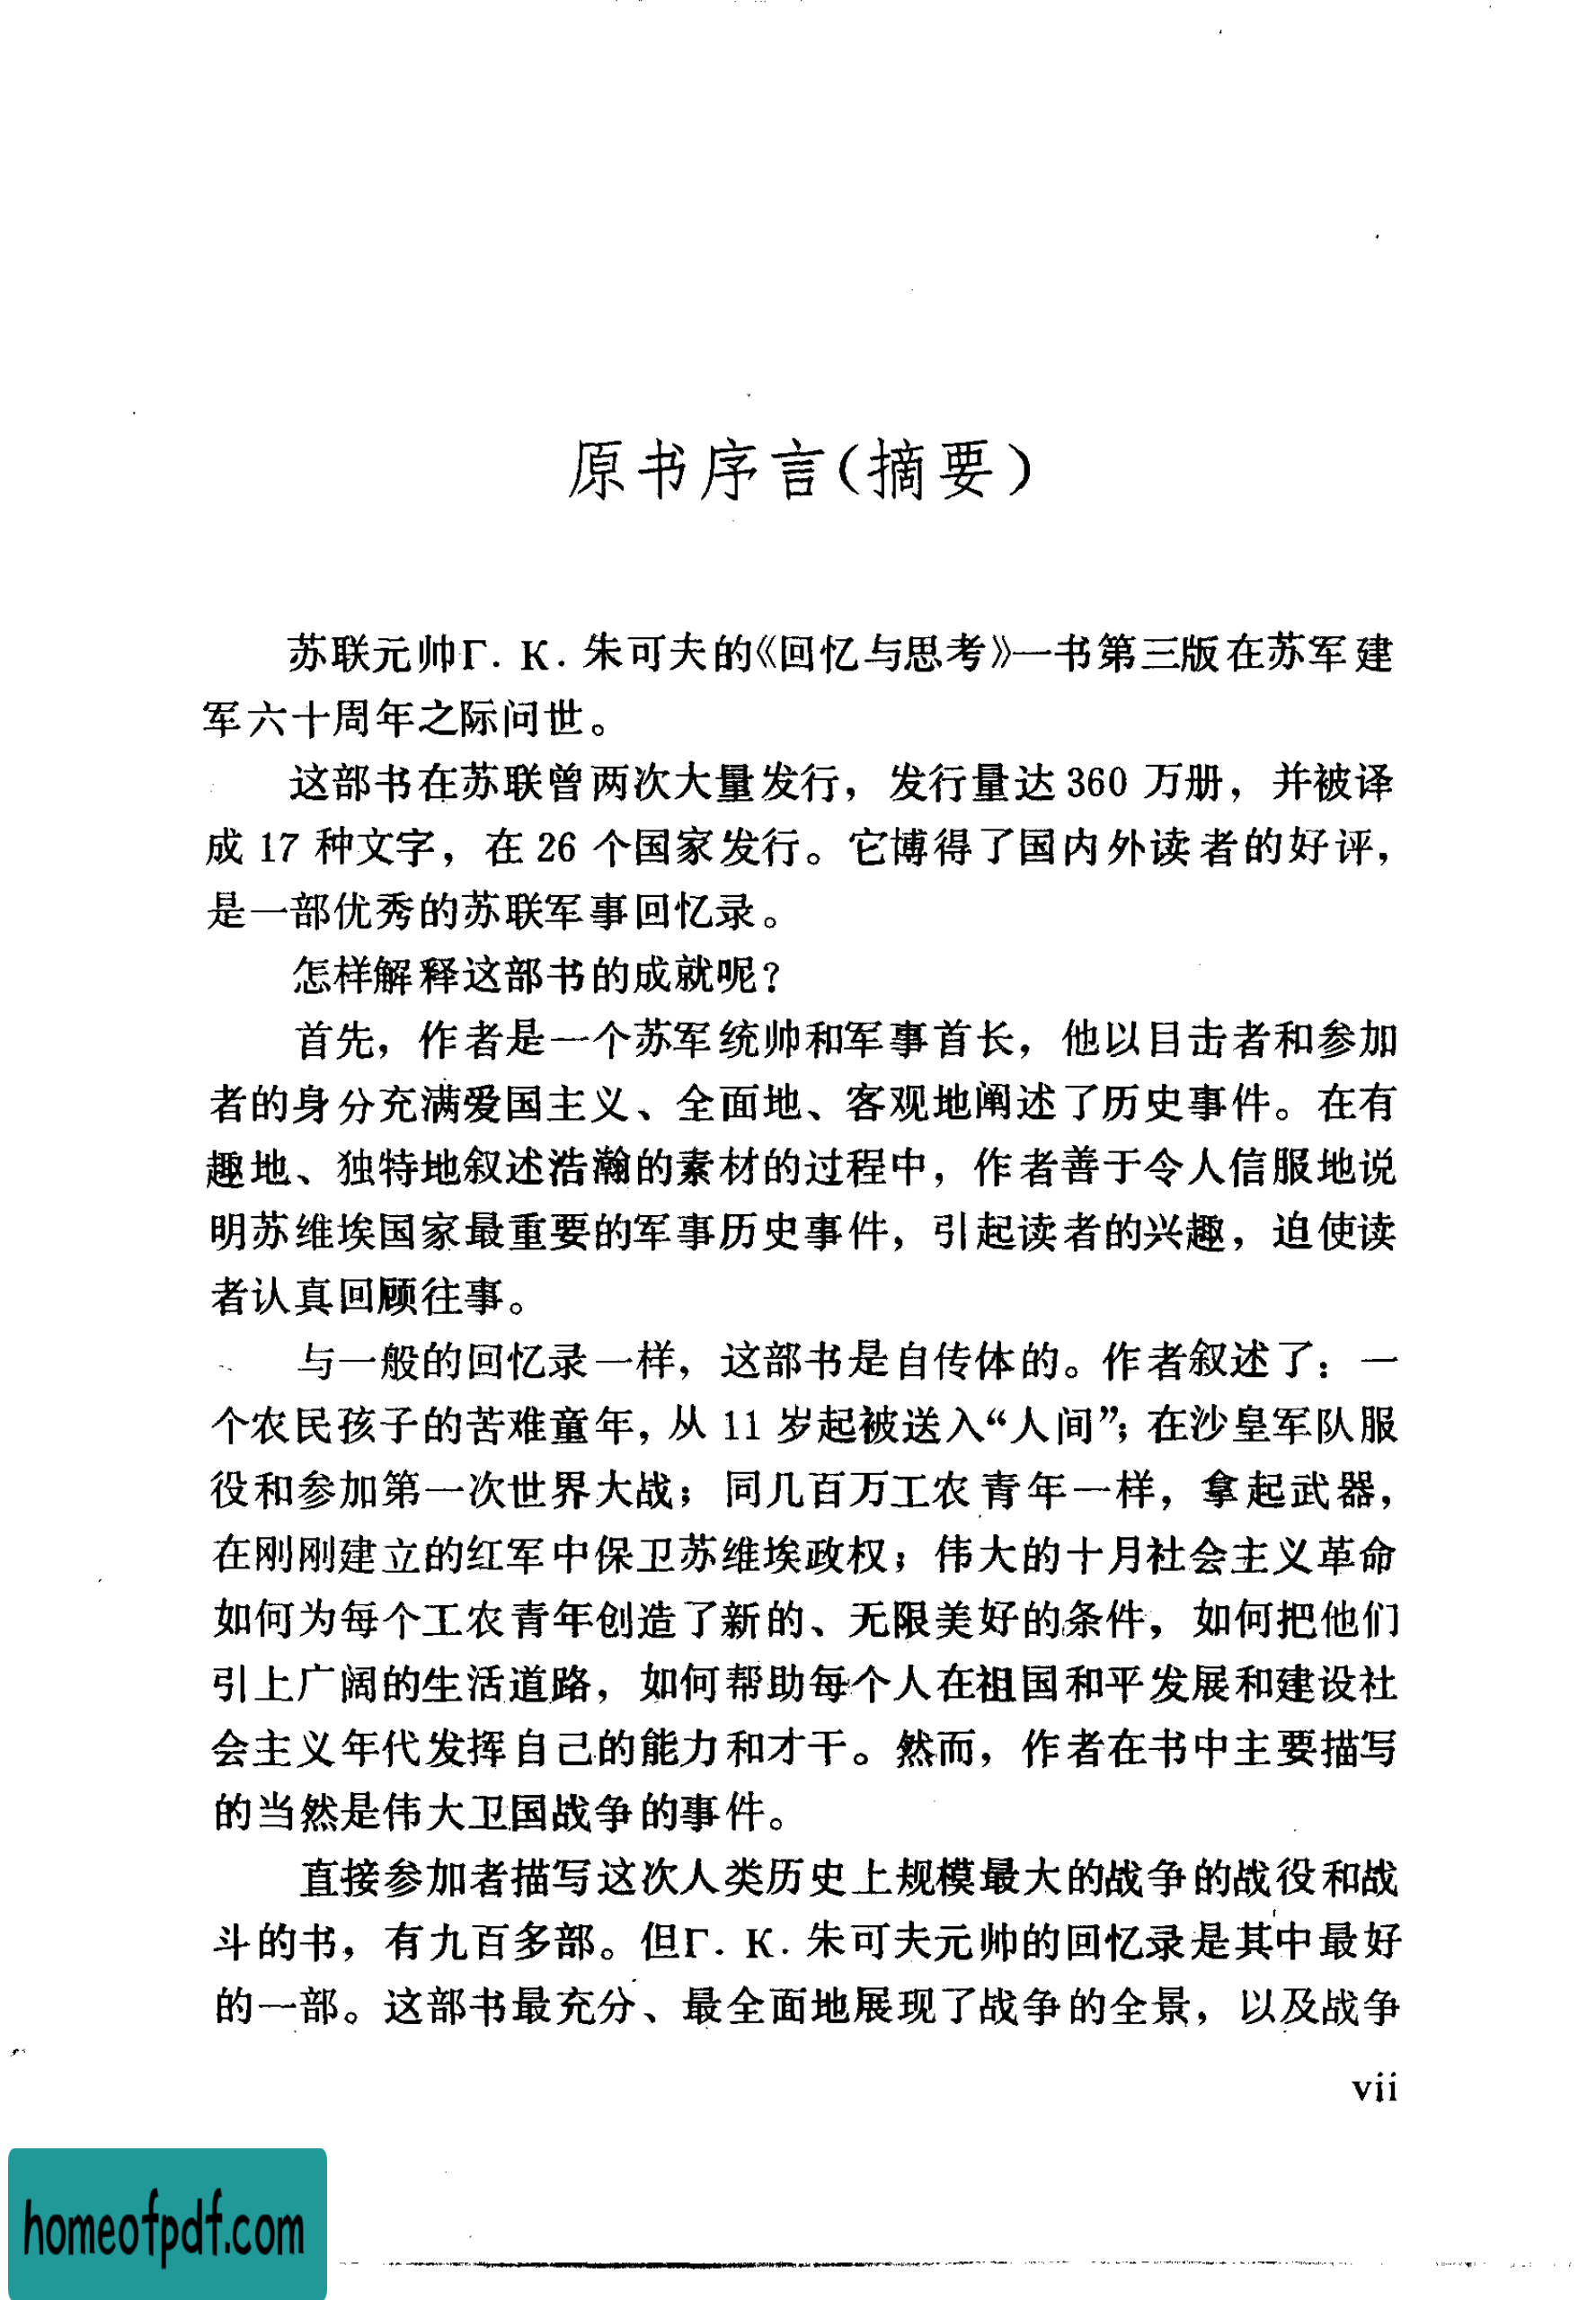 原书序言(摘要)
苏联元帅Г. К. 朱可夫的《回忆与思考》一书第三版在苏军建
军六十周年之际问世。
这部书在苏联曾两次大量发行，发行量达 360 万册，并被译
成 17 种文字，在 26 个国家发行。它博得了国内外读者的好评，
是一部优秀的苏联军事回忆录。
怎样解释这部书的成就呢?
首先，作者是一个苏军统帅和军事首长，他以目击者和参加
者的身分充满爱国主义、全面地、客观地阐述了历史事件。在有
趣地、独特地叙述浩瀚的素材的过程中，作者善于令人信服地说
明苏维埃国家最重要的军事历史事件，引起读者的兴趣，迫使读
者认真回顾往事。
与一般的回忆录一样，这部书是自传体的。作者叙述了：一
个农民孩子的苦难童年，从 11 岁起被送入“人间”；在沙皇军队服
役和参加第一次世界大战；同几百万工农青年一样，拿起武器，
在刚刚建立的红军中保卫苏维埃政权；伟大的十月社会主义革命
如何为每个工农青年创造了新的、无限美好的条件，如何把他们
引上广阔的生活道路，如何帮助每个人在祖国和平发展和建设社
会主义年代发挥自己的能力和才干。然而，作者在书中主要描写
的当然是伟大卫国战争的事件。
直接参加者描写这次人类历史上规模最大的战争的战役和战
斗的书，有九百多部。但Г. К. 朱可夫元帅的回忆录是其中最好
的一部。这部书最充分、最全面地展现了战争的全景，以及战争
vii
homeofpdf.com